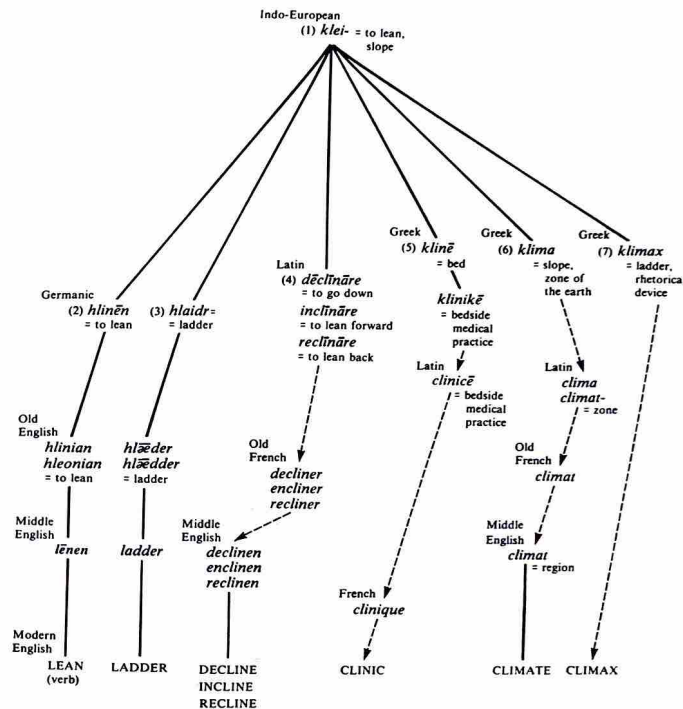 Indo-European
(1) klei- = to lean,
slope
Germanic
(2) hlinēn
= to lean
(3) hlaidr=
= ladder
Latin
(4) dēclīnāre
= to go down
inclīnāre
= to lean forward
reclīnāre
= to lean back
Greek
(5) klinē
= bed
klinikē
= bedside
medical
practice
Latin
clinicē
= bedside
medical
practice
Greek
(6) klima
= slope,
zone of
the earth
Latin
clima
climat-
= zone
Greek
(7) klimax
= ladder,
rhetorical
device
Old
English
hlinian
hleonian
= to lean
hlǣder
hlǣdder
= ladder
Old
French
decliner
encliner
recliner
Old
French
climat
Middle
English
lēnen
ladder
Middle
English
declinen
enclinen
reclinen
Middle
English
climat
= region
French
clinique
Modern
English
LEAN
(verb)
LADDER
DECLINE
INCLINE
RECLINE
CLINIC
CLIMATE
CLIMAX